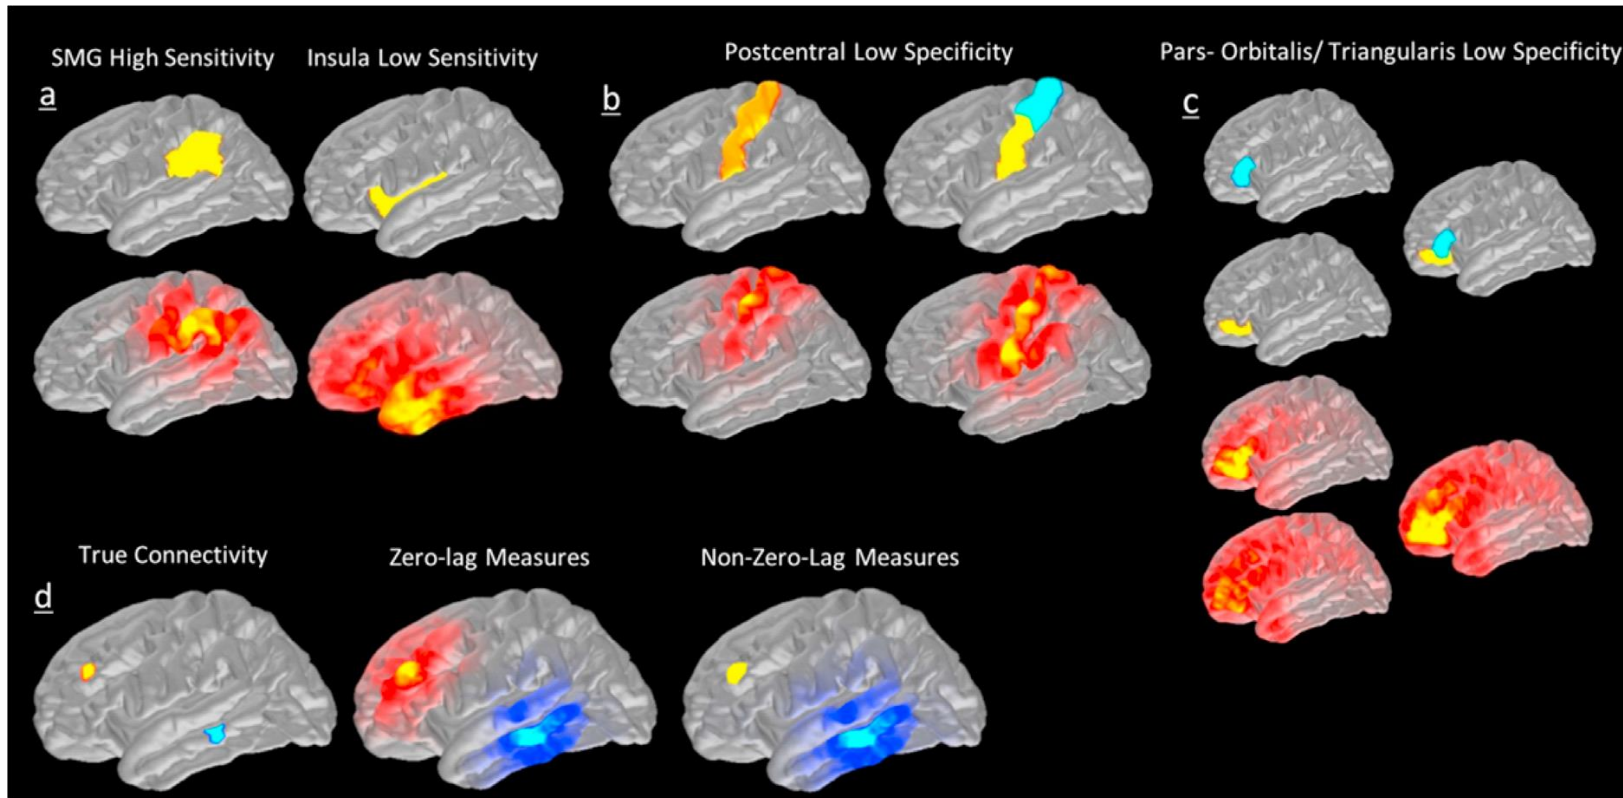 SMG High Sensitivity
Insula Low Sensitivity
Postcentral Low Specificity
Pars- Orbitalis/ Triangularis Low Specificity
a
b
c
True Connectivity
Zero-lag Measures
Non-Zero-Lag Measures
d